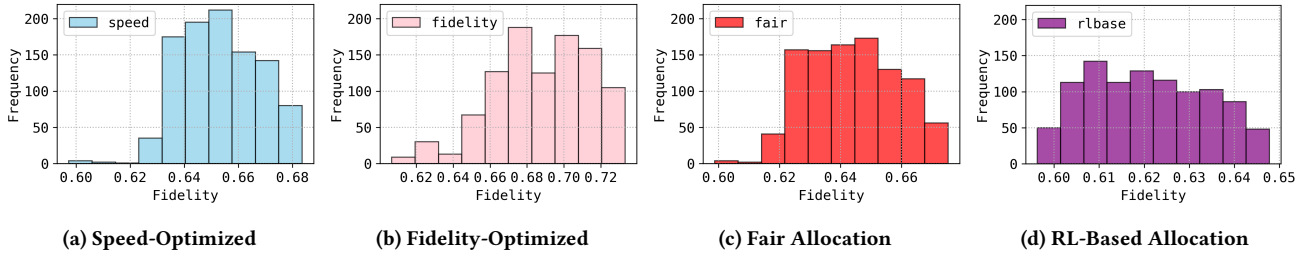 speed
200
150
100
50
0
Frequency
0.60 0.62 0.64 0.66 0.68
Fidelity
(a) Speed-Optimized
fidelity
200
150
100
50
0
Frequency
0.62 0.64 0.66 0.68 0.70 0.72
Fidelity
(b) Fidelity-Optimized
fair
200
150
100
50
0
Frequency
0.60 0.62 0.64 0.66
Fidelity
(c) Fair Allocation
rlbase
200
150
100
50
0
Frequency
0.60 0.61 0.62 0.63 0.64 0.65
Fidelity
(d) RL-Based Allocation